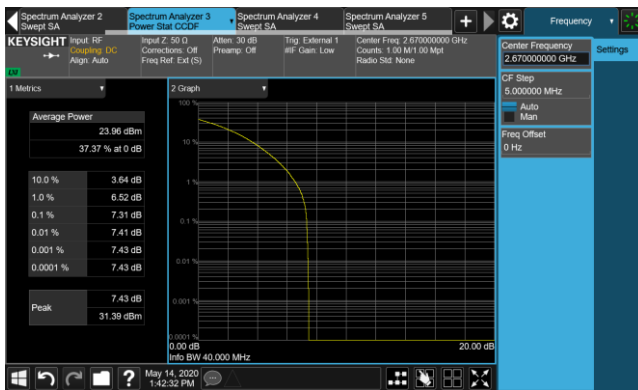 Spectrum Analyzer 2
Swept SA
Spectrum Analyzer 3
Power Stat CCDF
Spectrum Analyzer 4
Swept SA
Spectrum Analyzer 5
Swept SA
Frequency
KEYSIGHT
Input: RF
Coupling: DC
Align: Auto
Input Z: 50 Ω
Corrections: Off
Freq Ref: Ext (S)
Atten: 30 dB
Preamp: Off
Trig: External 1
#IF Gain: Low
Center Freq: 2.670000000 GHz
Counts: 1.00 M/1.00 Mpt
Radio Std: None
Center Frequency
2.670000000 GHz
Settings
CF Step
5.000000 MHz
Auto
Man
Freq Offset
0 Hz
1 Metrics
2 Graph
Average Power
23.96 dBm
37.37 % at 0 dB
10.0 % 3.64 dB
1.0 % 6.52 dB
0.1 % 7.31 dB
0.01 % 7.41 dB
0.001 % 7.43 dB
0.0001 % 7.43 dB
Peak
7.43 dB
31.39 dBm
100 %
10 %
1 %
0.1 %
0.01 %
0.001 %
0.0001 %
0.00 dB
20.00 dB
Info BW 40.000 MHz
May 14, 2020
1:42:32 PM